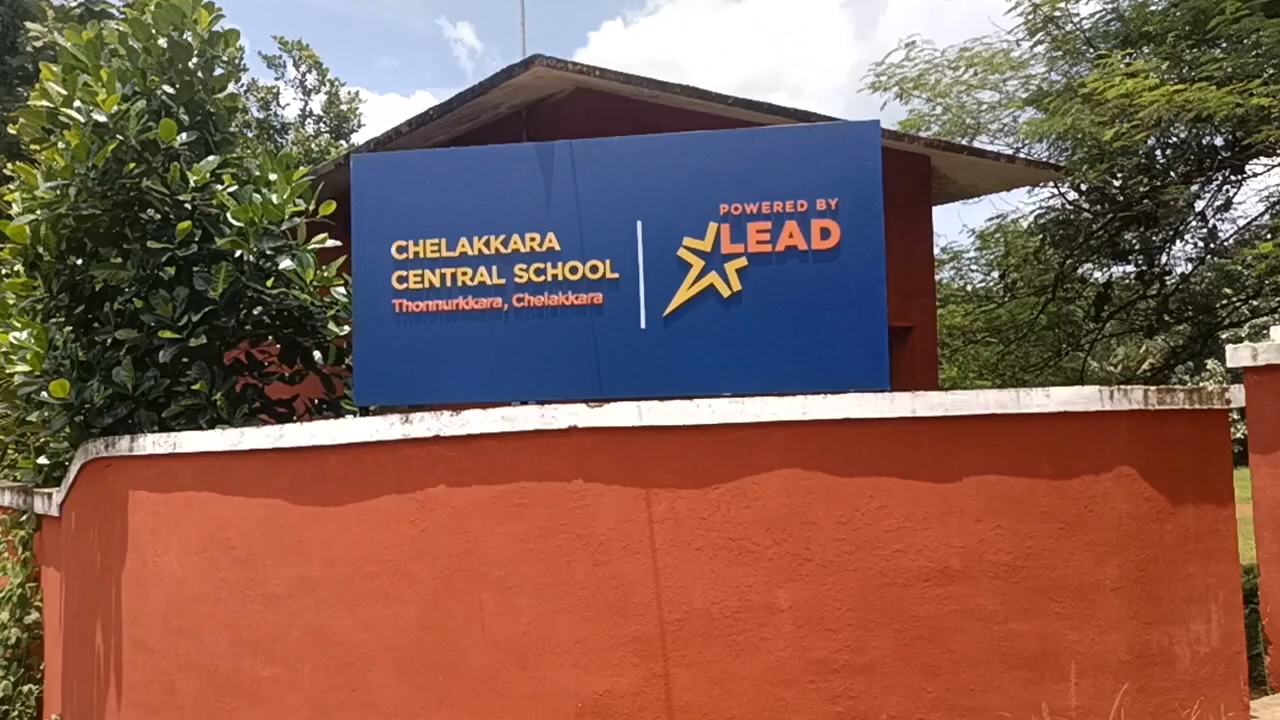 CHELAKKARA
CENTRAL SCHOOL
Thonnurkkara, Chelakkara
POWERED BY
LEAD